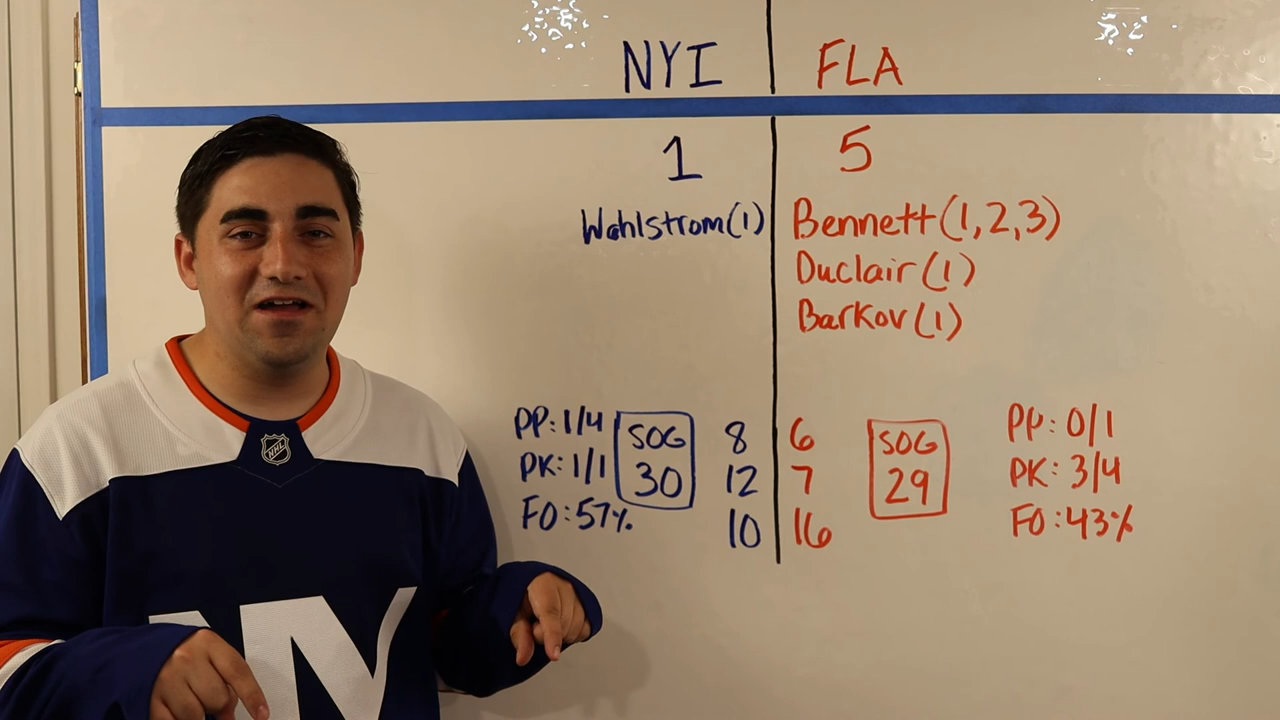 NYI FLA
1 5
Wahlstrom(1) Bennett(1,2,3)
Duclair(1)
Barkov(1)
PP: 1/4 SOG 8 6 SOG PP: 0/1
PK: 1/1 30 12 7 29 PK: 3/4
FO: 57% 10 16 FO: 43%
NHL
NY